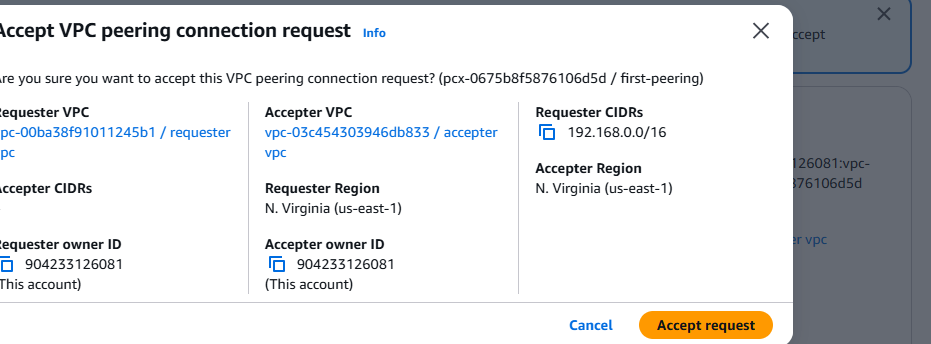 Accept VPC peering connection request Info
Are you sure you want to accept this VPC peering connection request? (pcx-0675b8f5876106d5d / first-peering)
Requester VPC
vpc-00ba38f91011245b1 / requester
vpc
Accepter CIDRs
-
Requester owner ID
904233126081
(This account)
Accepter VPC
vpc-03c454303946db833 / accepter
vpc
Requester Region
N. Virginia (us-east-1)
Accepter owner ID
904233126081
(This account)
Requester CIDRs
192.168.0.0/16
Accepter Region
N. Virginia (us-east-1)
Cancel
Accept request
ccept
126081:vpc-
876106d5d
er vpc